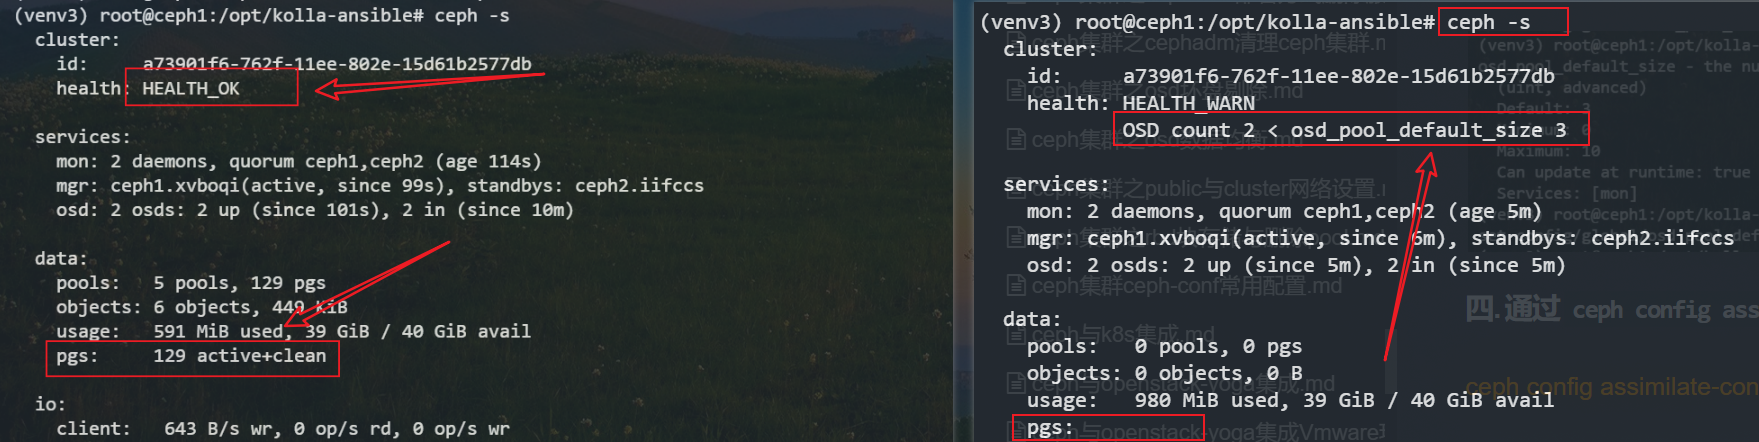 (venv3) root@ceph1:/opt/kolla-ansible# ceph -s
cluster:
id: a73901f6-762f-11ee-802e-15d61b2577db
health: HEALTH_OK
services:
mon: 2 daemons, quorum ceph1,ceph2 (age 114s)
mgr: ceph1.xvboqi(active, since 99s), standbys: ceph2.iifccs
osd: 2 osds: 2 up (since 101s), 2 in (since 10m)
data:
pools: 5 pools, 129 pgs
objects: 6 objects, 449 KiB
usage: 591 MiB used, 39 GiB / 40 GiB avail
pgs: 129 active+clean
io:
client: 643 B/s wr, 0 op/s rd, 0 op/s wr
(venv3) root@ceph1:/opt/kolla-ansible# ceph -s
cluster:
id: a73901f6-762f-11ee-802e-15d61b2577db
health: HEALTH_WARN
OSD count 2 < osd_pool_default_size 3
services:
mon: 2 daemons, quorum ceph1,ceph2 (age 5m)
mgr: ceph1.xvboqi(active, since 6m), standbys: ceph2.iifccs
osd: 2 osds: 2 up (since 5m), 2 in (since 5m)
data:
pools: 0 pools, 0 pgs
objects: 0 objects, 0 B
usage: 980 MiB used, 39 GiB / 40 GiB avail
pgs:
ceph集群之cephadm清理ceph集群.m
ceph集群之osd数据均衡.md
ceph集群之public与cluster网络设置.
ceph集群ceph-conf常用配置.md
ceph与k8s集成.md
ceph与openstack-yoga集成.md
ceph与openstack-yoga集成Vmware环
(venv3) root@ceph1:/opt/kolla
osd_pool_default_size - the nu
(uint, advanced)
Default: 3
Maximum: 10
Can update at runtime: true
Services: [mon]
root@ceph1:/opt/kolla
四.通过 ceph config ass
ceph config assimilate-con